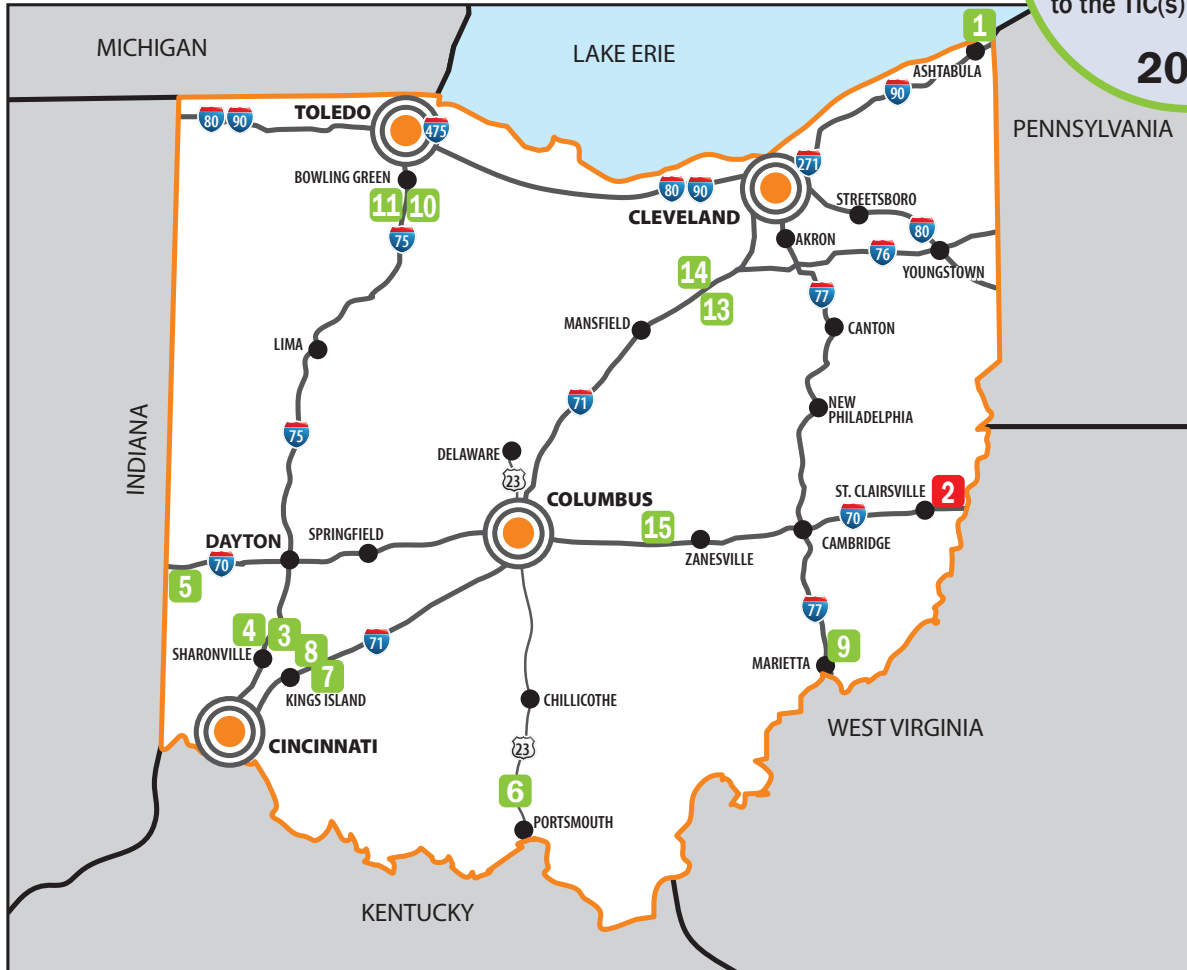 to the TIC(s)
20
1
MICHIGAN
LAKE ERIE
ASHTABULA
90
TOLEDO
80
90
475
PENNSYLVANIA
271
BOWLING GREEN
80
90
STREETSBORO
11
10
CLEVELAND
80
75
AKRON
76
YOUNGSTOWN
14
77
13
MANSFIELD
CANTON
LIMA
71
NEW
PHILADELPHIA
INDIANA
75
DELAWARE
23
COLUMBUS
ST. CLAIRSVILLE
2
70
15
SPRINGFIELD
DAYTON
CAMBRIDGE
ZANESVILLE
70
5
77
4
3
71
8
SHARONVILLE
9
MARIETTA
7
KINGS ISLAND
CHILLICOTHE
WEST VIRGINIA
CINCINNATI
23
6
PORTSMOUTH
KENTUCKY